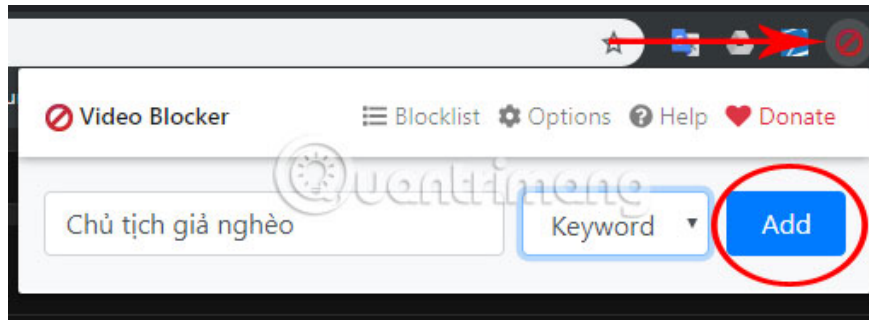 Video Blocker Blocklist Options Help Donate
Quantrimang
Chủ tịch giả nghèo Keyword Add